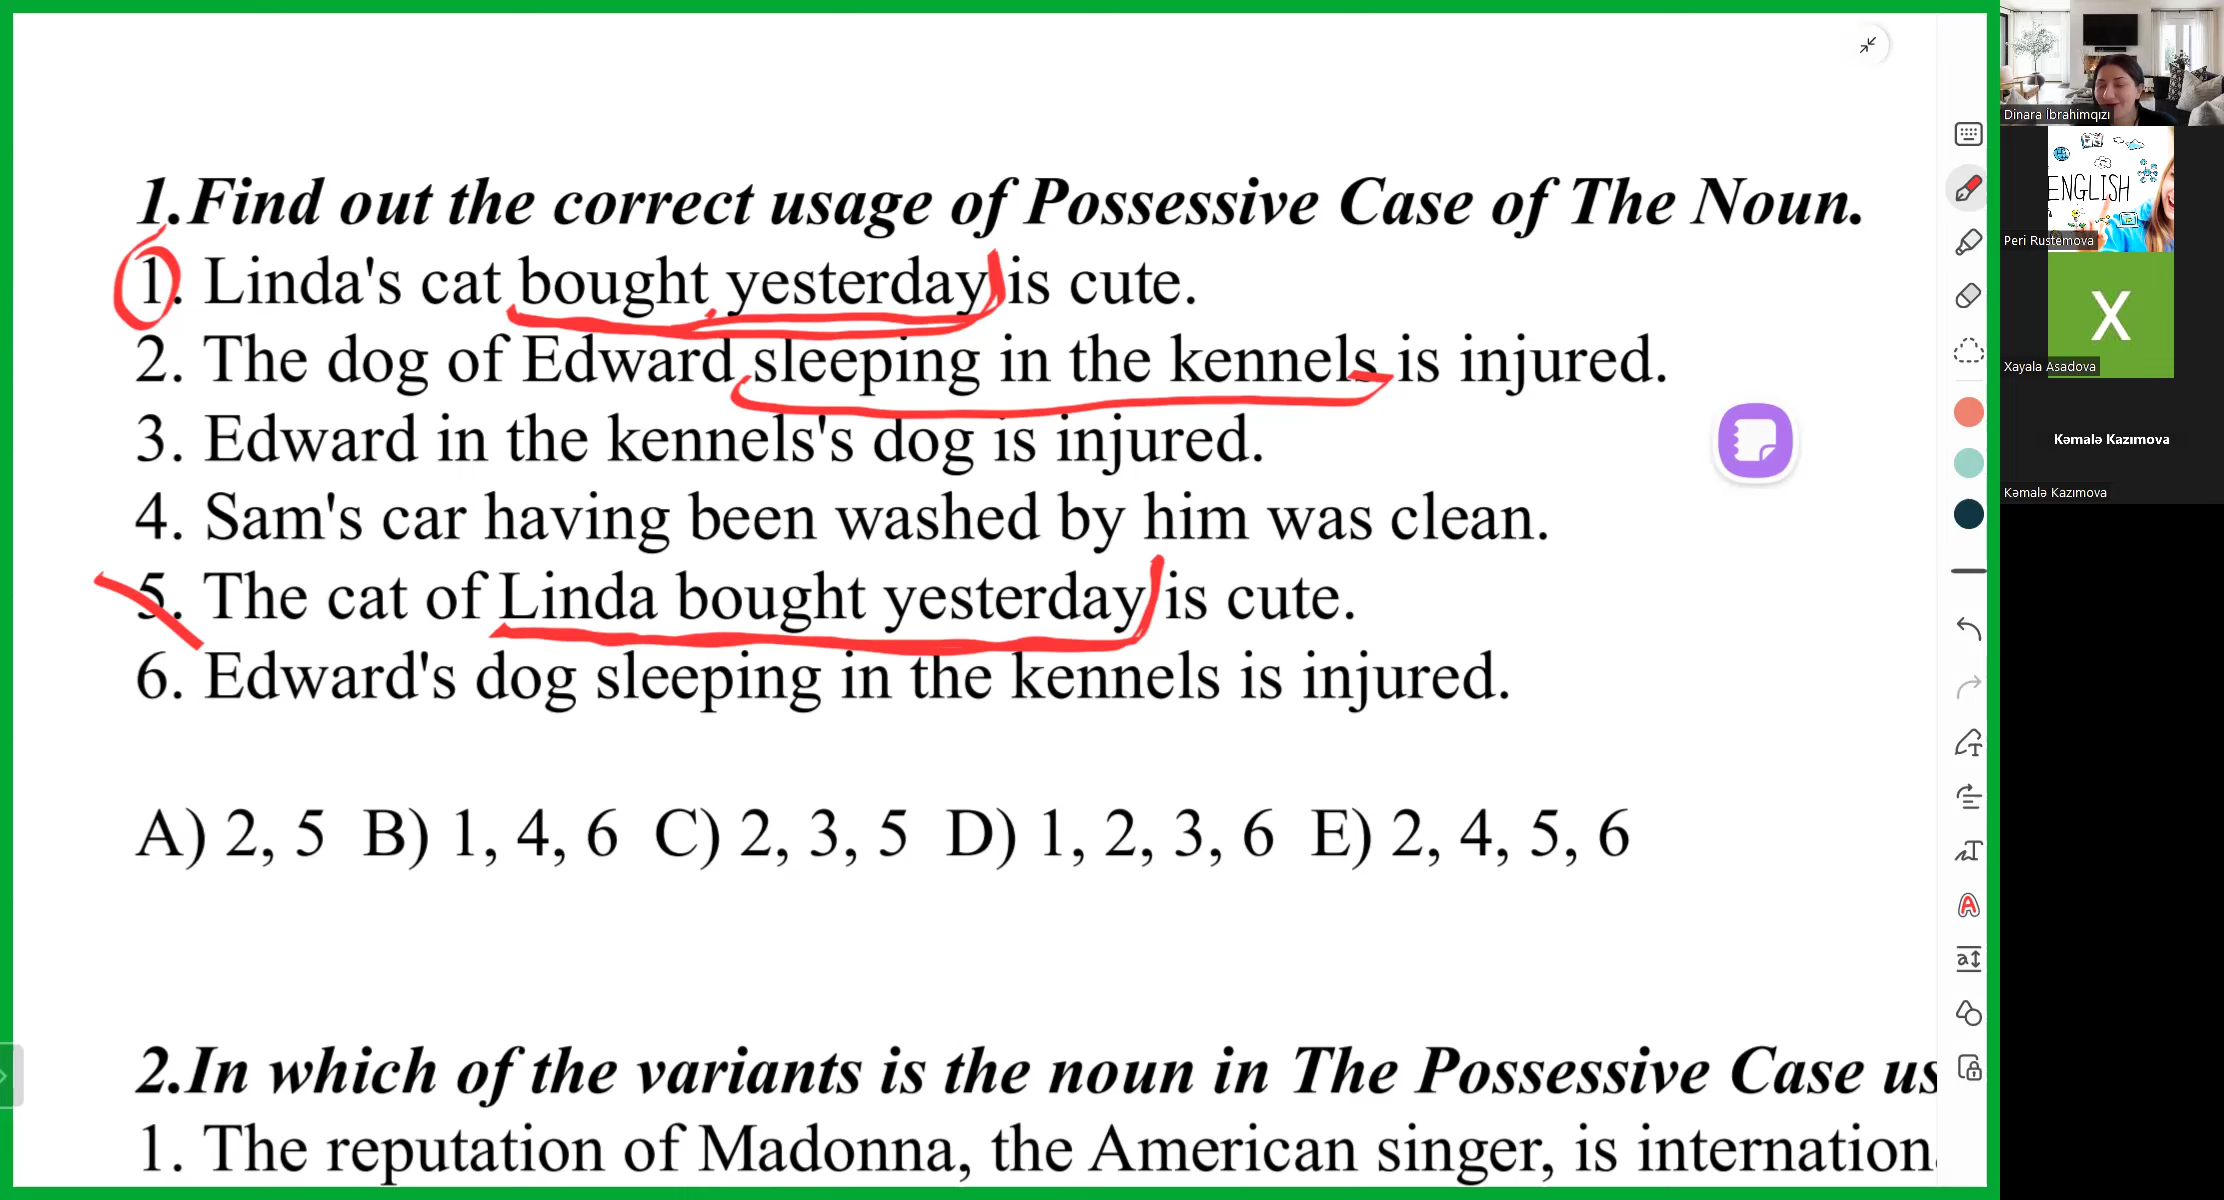 1.Find out the correct usage of Possessive Case of The Noun.
1. Linda's cat bought yesterday is cute.
2. The dog of Edward sleeping in the kennels is injured.
3. Edward in the kennels's dog is injured.
4. Sam's car having been washed by him was clean.
5. The cat of Linda bought yesterday is cute.
6. Edward's dog sleeping in the kennels is injured.
A) 2, 5 B) 1, 4, 6 C) 2, 3, 5 D) 1, 2, 3, 6 E) 2, 4, 5, 6
2.In which of the variants is the noun in The Possessive Case us
1. The reputation of Madonna, the American singer, is internation
Dinara İbrahimqızı
ENGLISH
Peri Rustemova
X
Xayala Asadova
Kəmalə Kazımova
Kəmalə Kazımova